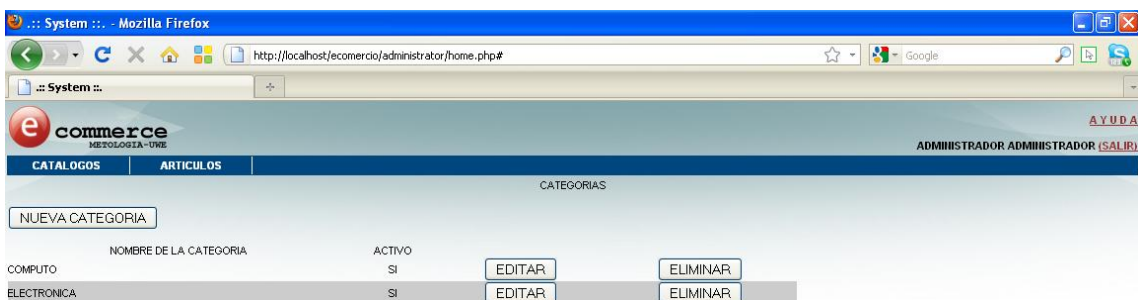 .:: System ::. - Mozilla Firefox
http://localhost/ecomercio/administrator/home.php#
Google
.:: System ::.
e commerce
METOLOGIA-UWE
AYUDA
ADMINISTRADOR ADMINISTRADOR (SALIR)
CATALOGOS ARTICULOS
CATEGORIAS
NUEVA CATEGORIA
NOMBRE DE LA CATEGORIA ACTIVO
COMPUTO SI EDITAR ELIMINAR
ELECTRONICA SI EDITAR ELIMINAR